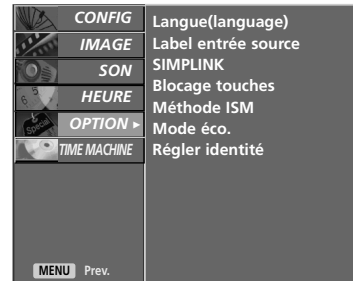 CONFIG
IMAGE
SON
HEURE
OPTION ►
TIME MACHINE
Langue(language)
Label entrée source
SIMPLINK
Blocage touches
Méthode ISM
Mode éco.
Régler identité
Special
MENU Prev.